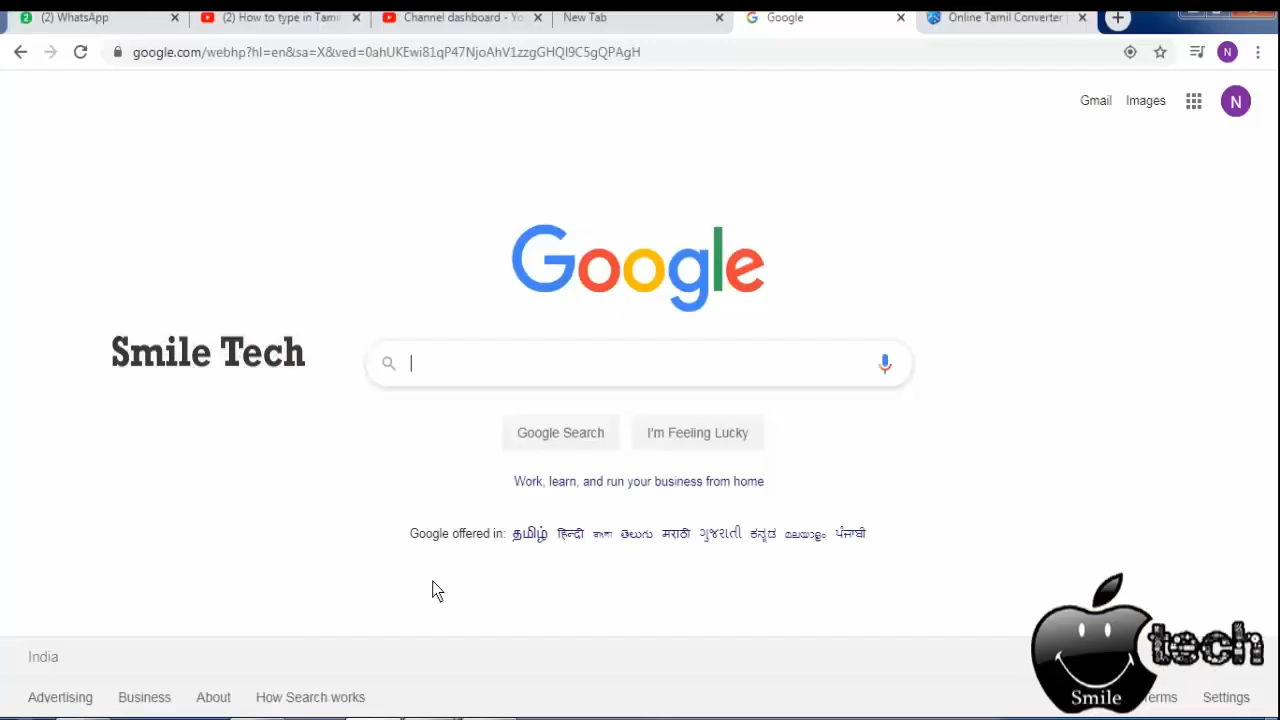 (2) WhatsApp
(2) How to type in Tami
Channel dashboard - Yo
New Tab
Google
Online Tamil Converter
google.com/webhp?hl=en&sa=X&ved=0ahUKEwi81qP47NjoAhV1zzgGHQI9C5gQPAgH
N
Gmail Images
N
Google
Smile Tech
Google Search
I'm Feeling Lucky
Work, learn, and run your business from home
Google offered in: தமிழ் हिन्दी বাংলা తెలుగు मराठी ગુજરાતી ಕನ್ನಡ മലയാളം ਪੰਜਾਬੀ
India
Advertising Business About How Search works
Terms Settings
tech
Smile